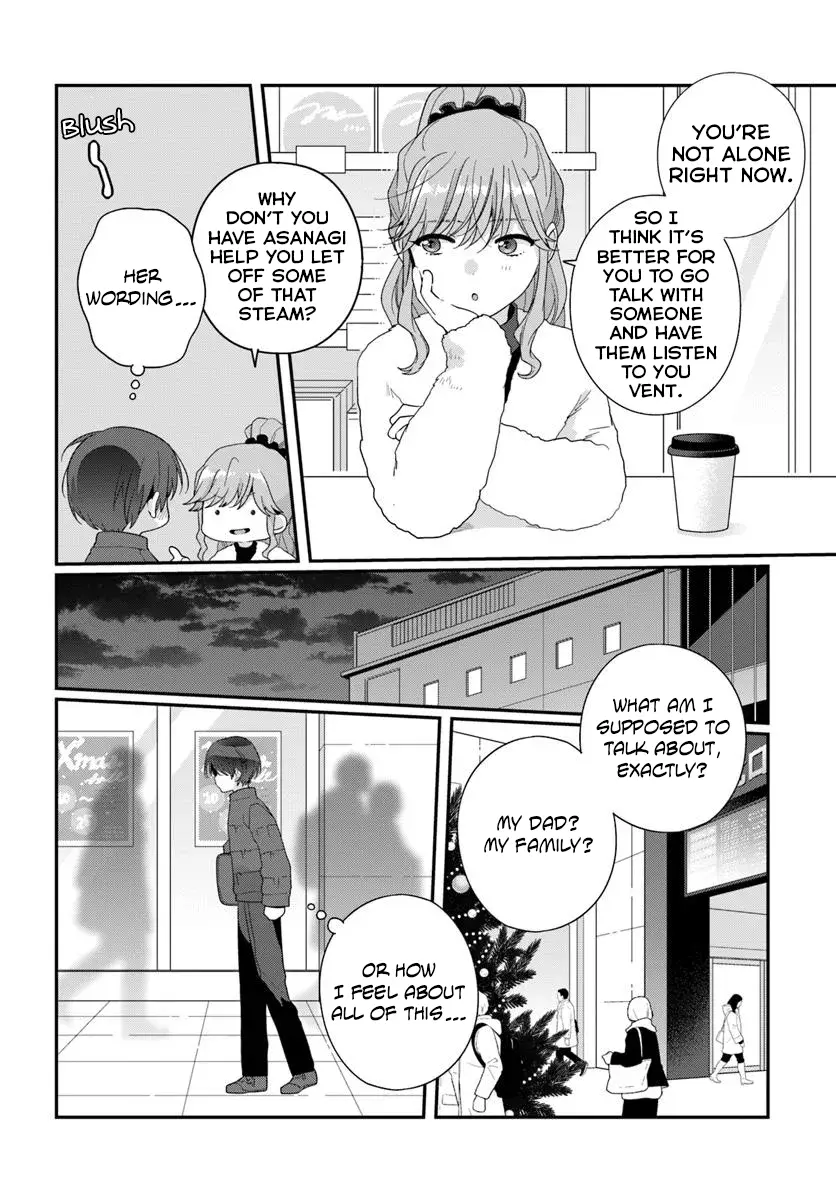 YOU'RE
NOT ALONE
RIGHT NOW.
SO I
THINK IT'S
BETTER FOR
YOU TO GO
TALK WITH
SOMEONE
AND HAVE
THEM LISTEN
TO YOU
VENT.
WHY
DON'T YOU
HAVE ASANAGI
HELP YOU LET
OFF SOME
OF THAT
STEAM?
Blush
HER
WORDING...
WHAT AM I
SUPPOSED TO
TALK ABOUT,
EXACTLY?
MY DAD?
MY FAMILY?
Xmas
OR HOW
I FEEL ABOUT
ALL OF THIS...